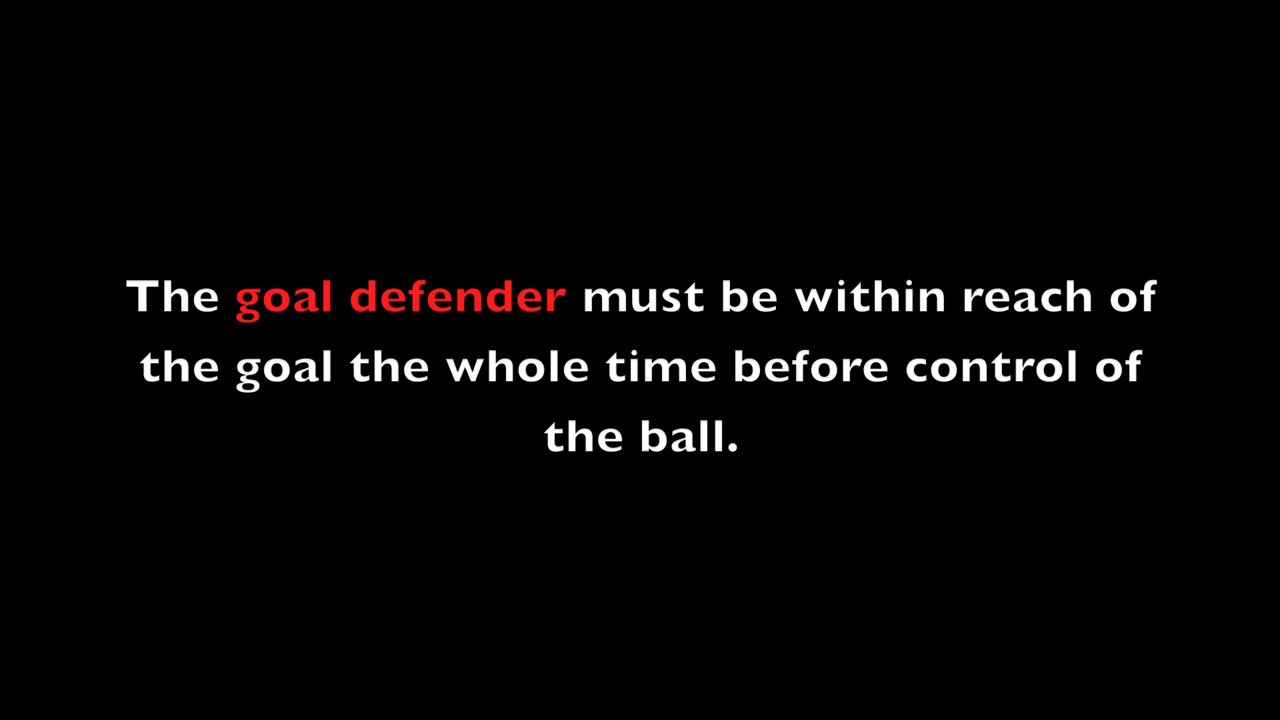 The goal defender must be within reach of
the goal the whole time before control of
the ball.